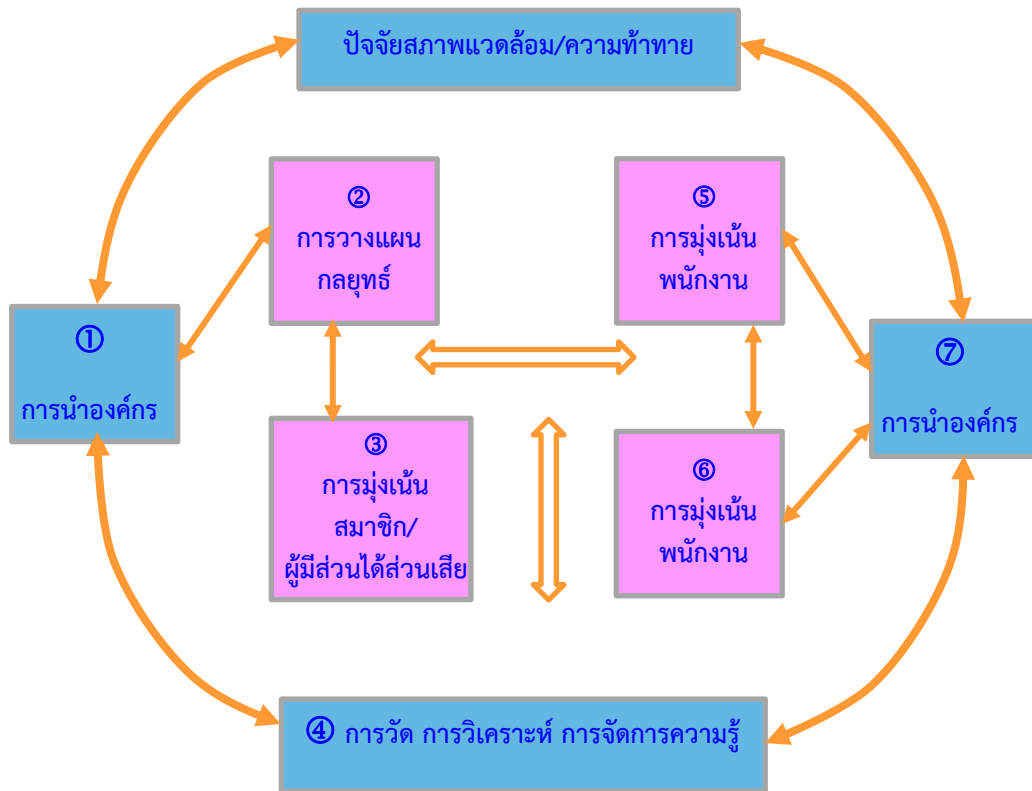 ปัจจัยสภาพแวดล้อม/ความท้าทาย
②
การวางแผน
กลยุทธ์
⑤
การมุ่งเน้น
พนักงาน
①
การนำองค์กร
⑦
การนำองค์กร
③
การมุ่งเน้น
สมาชิก/
ผู้มีส่วนได้ส่วนเสีย
⑥
การมุ่งเน้น
พนักงาน
④ การวัด การวิเคราะห์ การจัดการความรู้